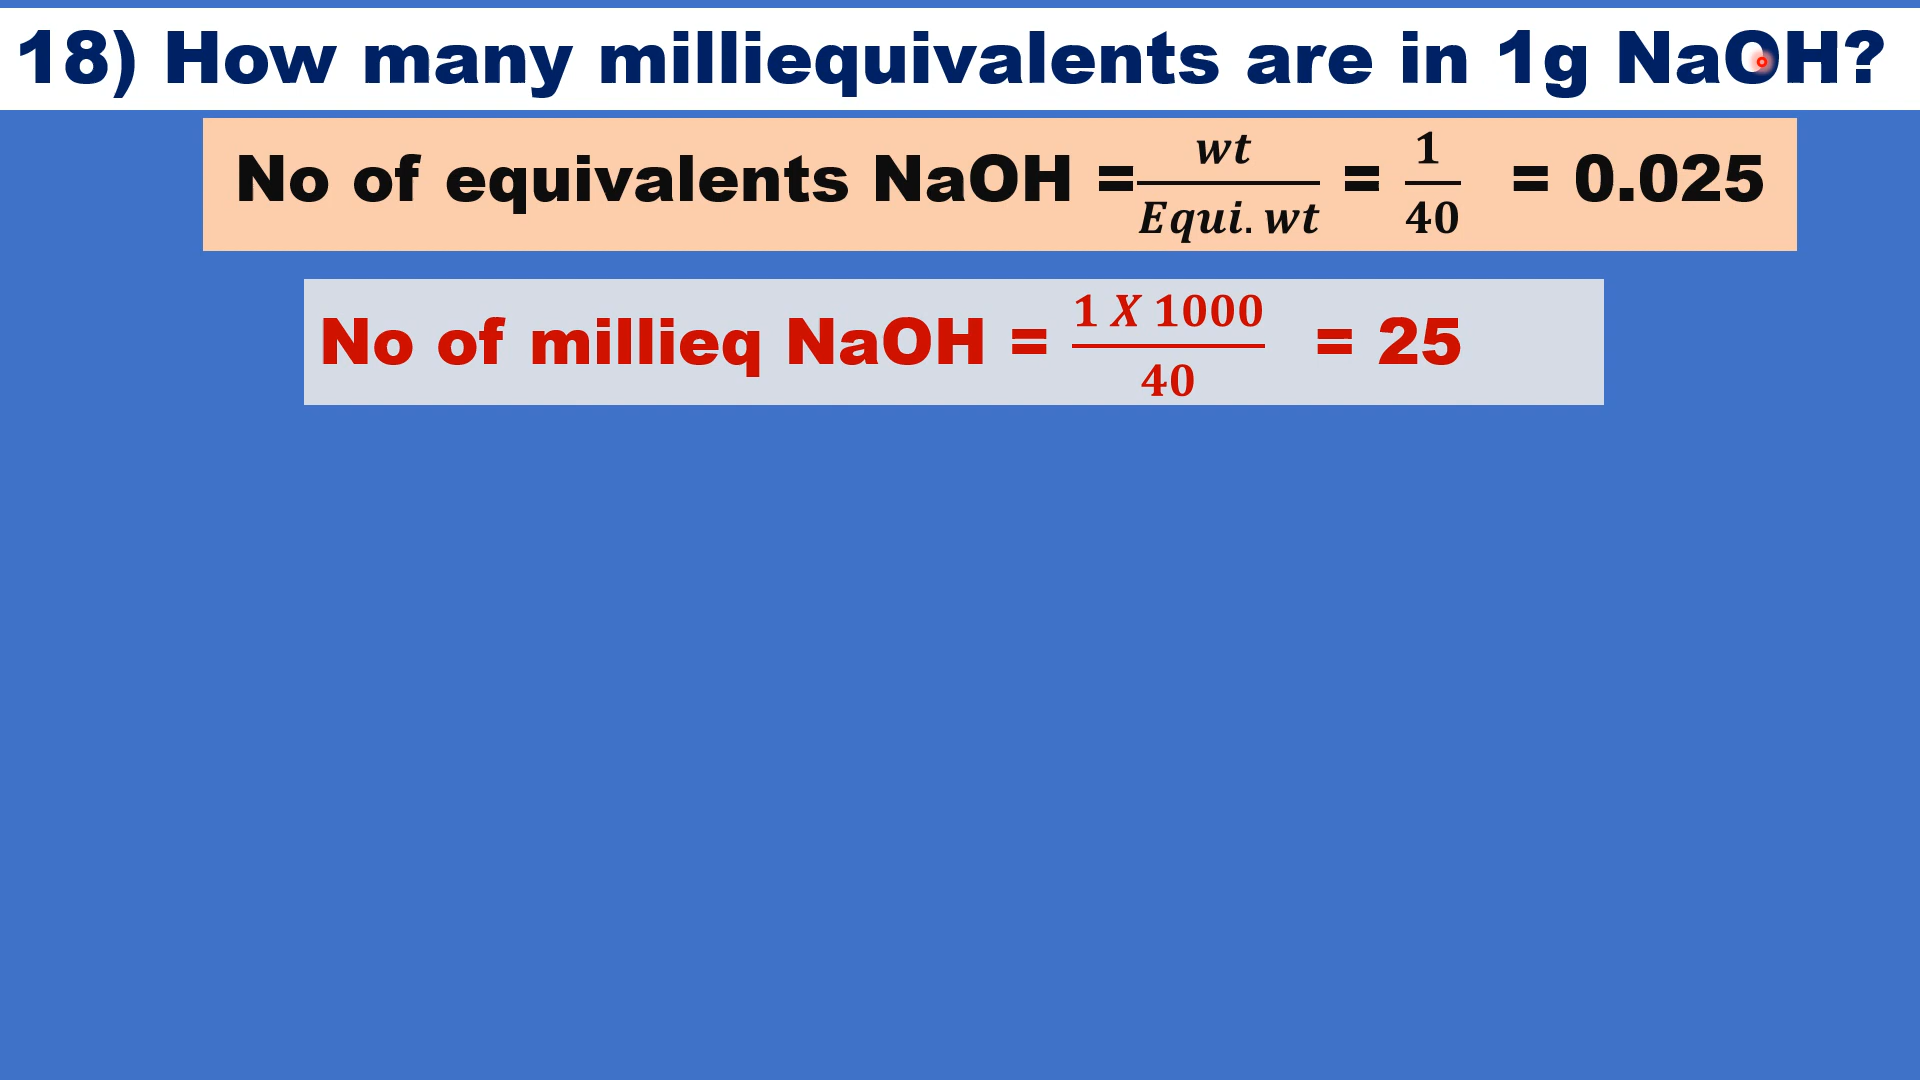 18) How many milliequivalents are in 1g NaOH?
No of equivalents NaOH = wt/Equi. wt = 1/40 = 0.025
No of millieq NaOH = 1 X 1000/40 = 25